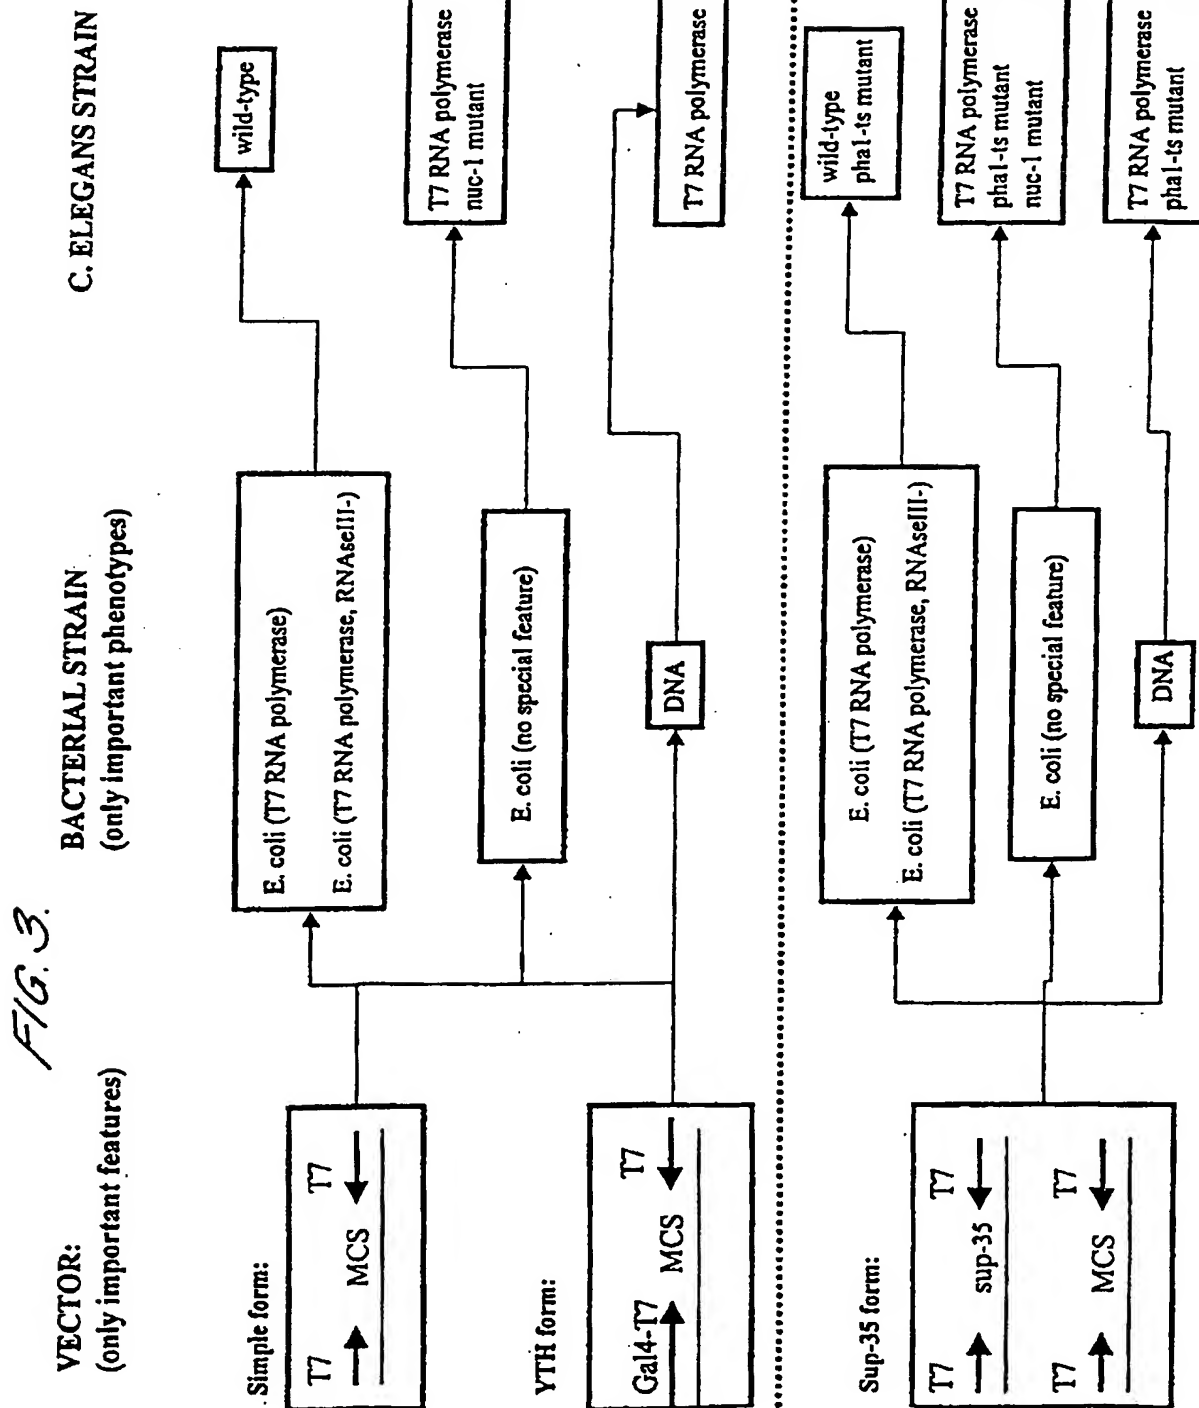 FIG. 3.
VECTOR:
(only important features)
BACTERIAL STRAIN
(only important phenotypes)
C. ELEGANS STRAIN
Simple form:
T7 T7
MCS
E. coli (T7 RNA polymerase)
E. coli (T7 RNA polymerase, RNAseIII-)
wild-type
E. coli (no special feature)
T7 RNA polymerase
nuc-1 mutant
YTH form:
Gal4-T7 T7
MCS
DNA
T7 RNA polymerase
Sup-35 form:
T7 T7
sup-35
T7 T7
MCS
E. coli (T7 RNA polymerase)
E. coli (T7 RNA polymerase, RNAseIII-)
wild-type
pha1-ts mutant
E. coli (no special feature)
T7 RNA polymerase
pha1-ts mutant
nuc-1 mutant
DNA
T7 RNA polymerase
pha1-ts mutant